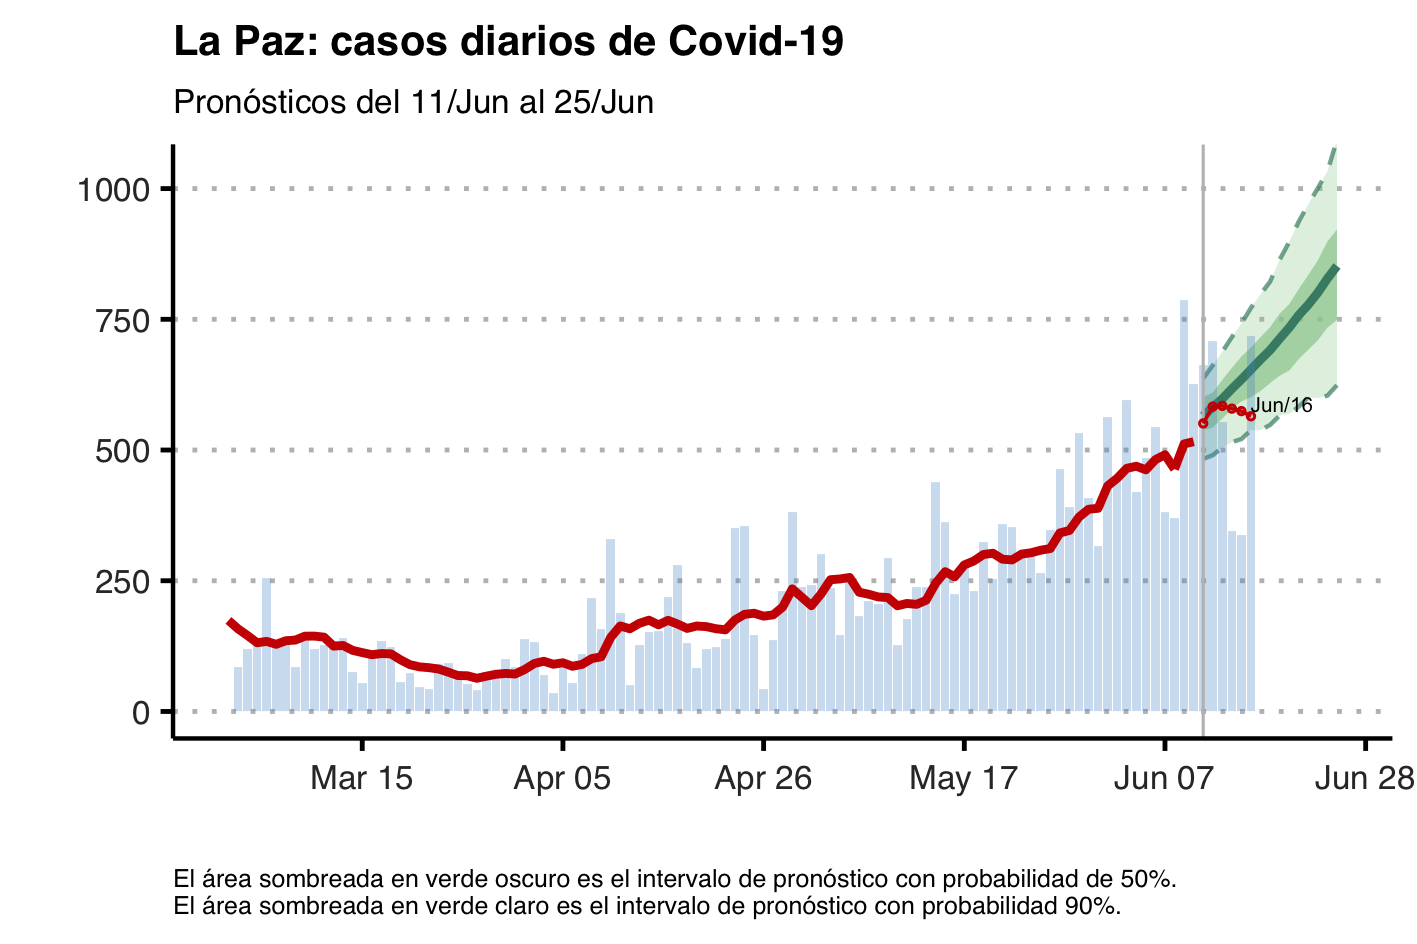 La Paz: casos diarios de Covid-19
Pronósticos del 11/Jun al 25/Jun
1000
750
500
250
0
Jun/16
Mar 15
Apr 05
Apr 26
May 17
Jun 07
Jun 28
El área sombreada en verde oscuro es el intervalo de pronóstico con probabilidad de 50%.
El área sombreada en verde claro es el intervalo de pronóstico con probabilidad 90%.